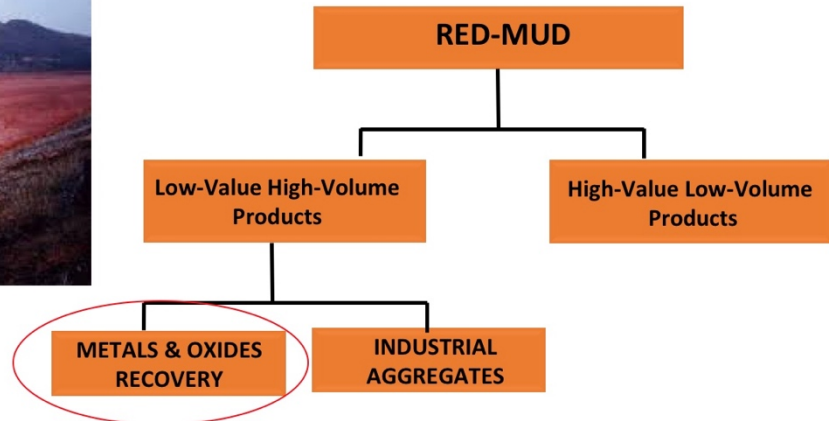 RED-MUD
Low-Value High-Volume
Products
High-Value Low-Volume
Products
METALS & OXIDES
RECOVERY
INDUSTRIAL
AGGREGATES